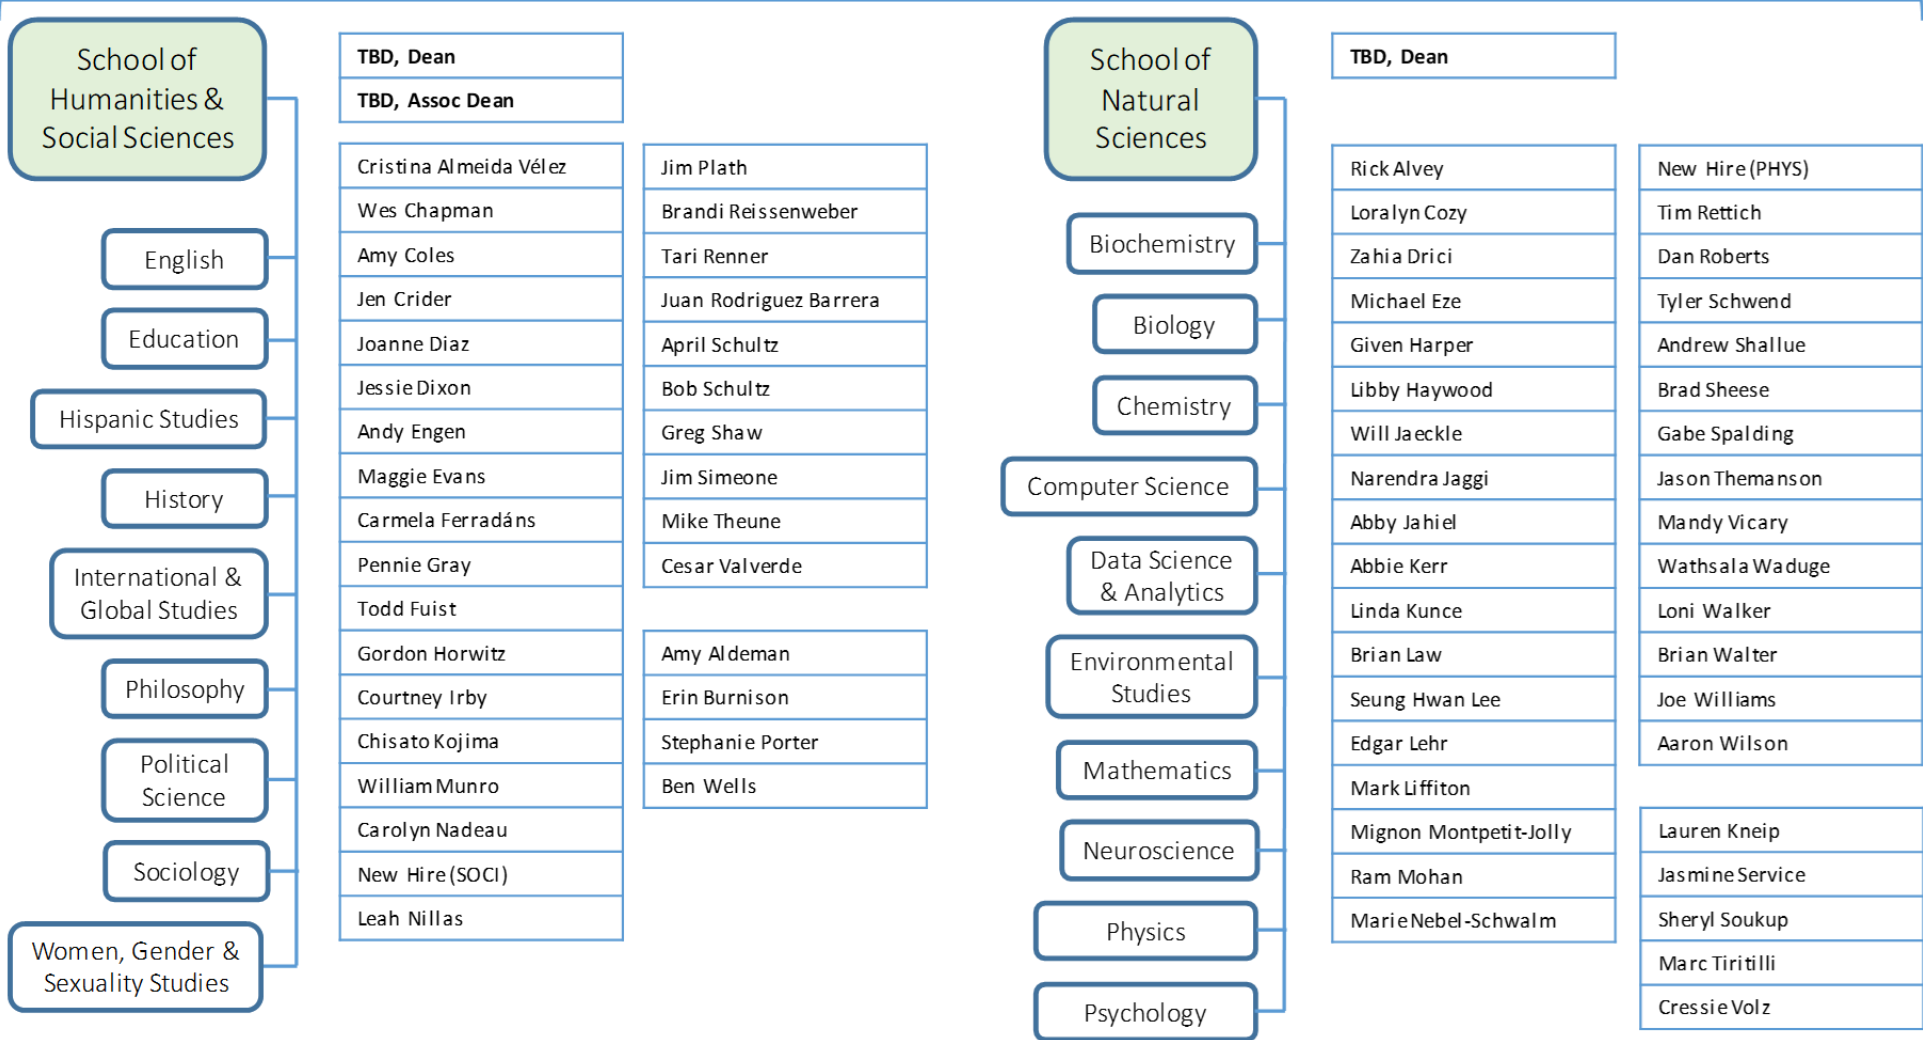 School of
Humanities &
Social Sciences
English
Education
Hispanic Studies
History
International &
Global Studies
Philosophy
Political
Science
Sociology
Women, Gender &
Sexuality Studies
TBD, Dean
TBD, Assoc Dean
Cristina Almeida Vélez
Wes Chapman
Amy Coles
Jen Crider
Joanne Diaz
Jessie Dixon
Andy Engen
Maggie Evans
Carmela Ferradáns
Pennie Gray
Todd Fuist
Gordon Horwitz
Courtney Irby
Chisato Kojima
William Munro
Carolyn Nadeau
New Hire (SOCI)
Leah Nillas
Jim Plath
Brandi Reissenweber
Tari Renner
Juan Rodriguez Barrera
April Schultz
Bob Schultz
Greg Shaw
Jim Simeone
Mike Theune
Cesar Valverde
Amy Aldeman
Erin Burnison
Stephanie Porter
Ben Wells
School of
Natural
Sciences
Biochemistry
Biology
Chemistry
Computer Science
Data Science
& Analytics
Environmental
Studies
Mathematics
Neuroscience
Physics
Psychology
TBD, Dean
Rick Alvey
Loralyn Cozy
Zahia Drici
Michael Eze
Given Harper
Libby Haywood
Will Jaeckle
Narendra Jaggi
Abby Jahiel
Abbie Kerr
Linda Kunce
Brian Law
Seung Hwan Lee
Edgar Lehr
Mark Liffiton
Mignon Montpetit-Jolly
Ram Mohan
Marie Nebel-Schwalm
New Hire (PHYS)
Tim Rettich
Dan Roberts
Tyler Schwend
Andrew Shallue
Brad Sheese
Gabe Spalding
Jason Themanson
Mandy Vicary
Wathsala Waduge
Loni Walker
Brian Walter
Joe Williams
Aaron Wilson
Lauren Kneip
Jasmine Service
Sheryl Soukup
Marc Tiritilli
Cressie Volz